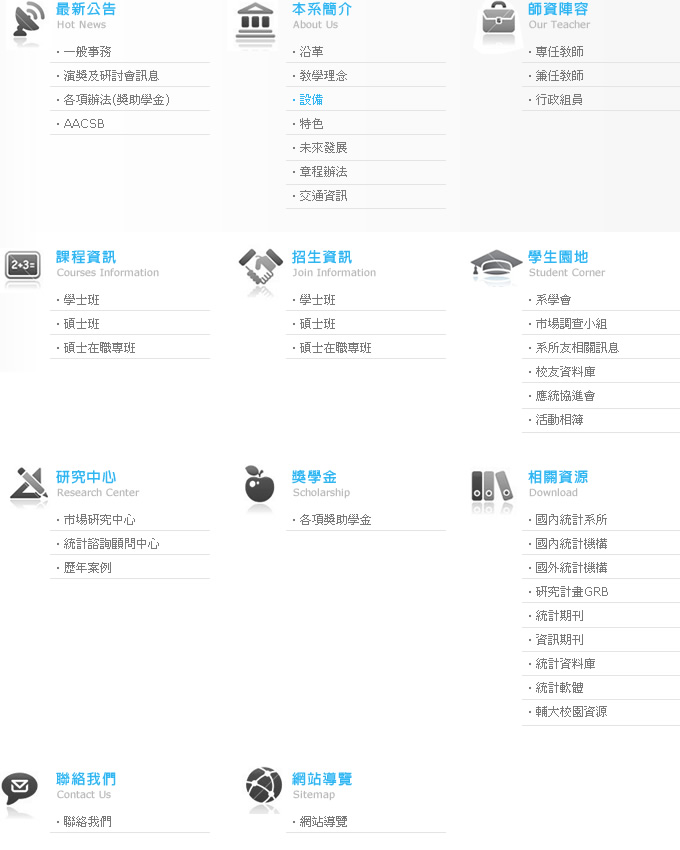 最新公告
Hot News
· 一般事務
· 演獎及研討會訊息
· 各項辦法(獎助學金)
· AACSB
本系簡介
About Us
· 沿革
· 教學理念
· 設備
· 特色
· 未來發展
· 章程辦法
· 交通資訊
師資陣容
Our Teacher
· 專任教師
· 兼任教師
· 行政組員
2+3=
課程資訊
Courses Information
· 學士班
· 碩士班
· 碩士在職專班
招生資訊
Join Information
· 學士班
· 碩士班
· 碩士在職專班
學生園地
Student Corner
· 系學會
· 市場調查小組
· 系所友相關訊息
· 校友資料庫
· 應統協進會
· 活動相簿
研究中心
Research Center
· 市場研究中心
· 統計諮詢顧問中心
· 歷年案例
獎學金
Scholarship
· 各項獎助學金
相關資源
Download
· 國內統計系所
· 國內統計機構
· 國外統計機構
· 研究計畫GRB
· 統計期刊
· 資訊期刊
· 統計資料庫
· 統計軟體
· 輔大校園資源
聯絡我們
Contact Us
· 聯絡我們
網站導覽
Sitemap
· 網站導覽